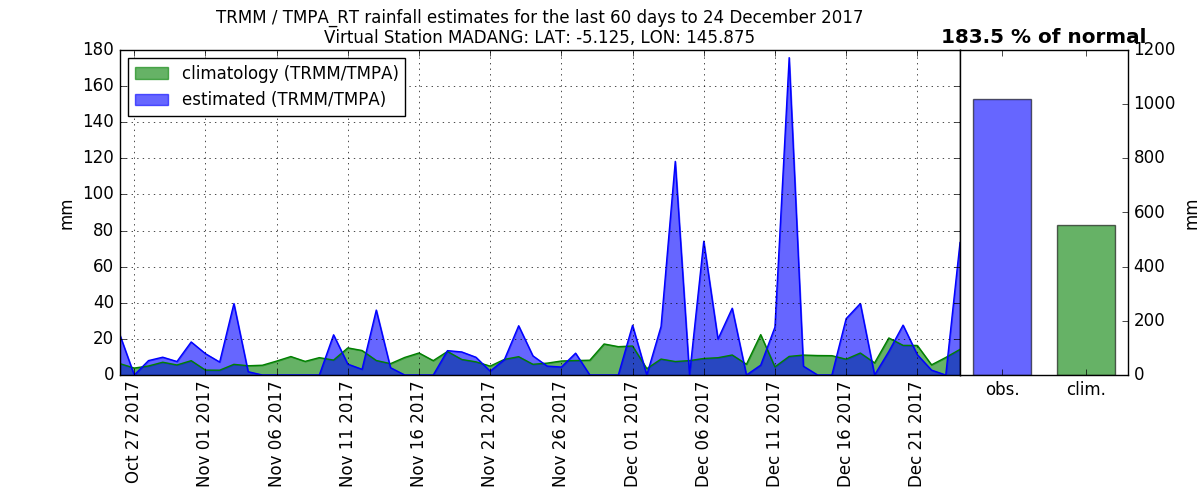 TRMM / TMPA_RT rainfall estimates for the last 60 days to 24 December 2017
Virtual Station MADANG: LAT: -5.125, LON: 145.875
183.5 % of normal
climatology (TRMM/TMPA)
estimated (TRMM/TMPA)
180
160
140
120
100
80
60
40
20
0
mm
Oct 27 2017
Nov 01 2017
Nov 06 2017
Nov 11 2017
Nov 16 2017
Nov 21 2017
Nov 26 2017
Dec 01 2017
Dec 06 2017
Dec 11 2017
Dec 16 2017
Dec 21 2017
1200
1000
800
600
400
200
0
mm
obs.
clim.